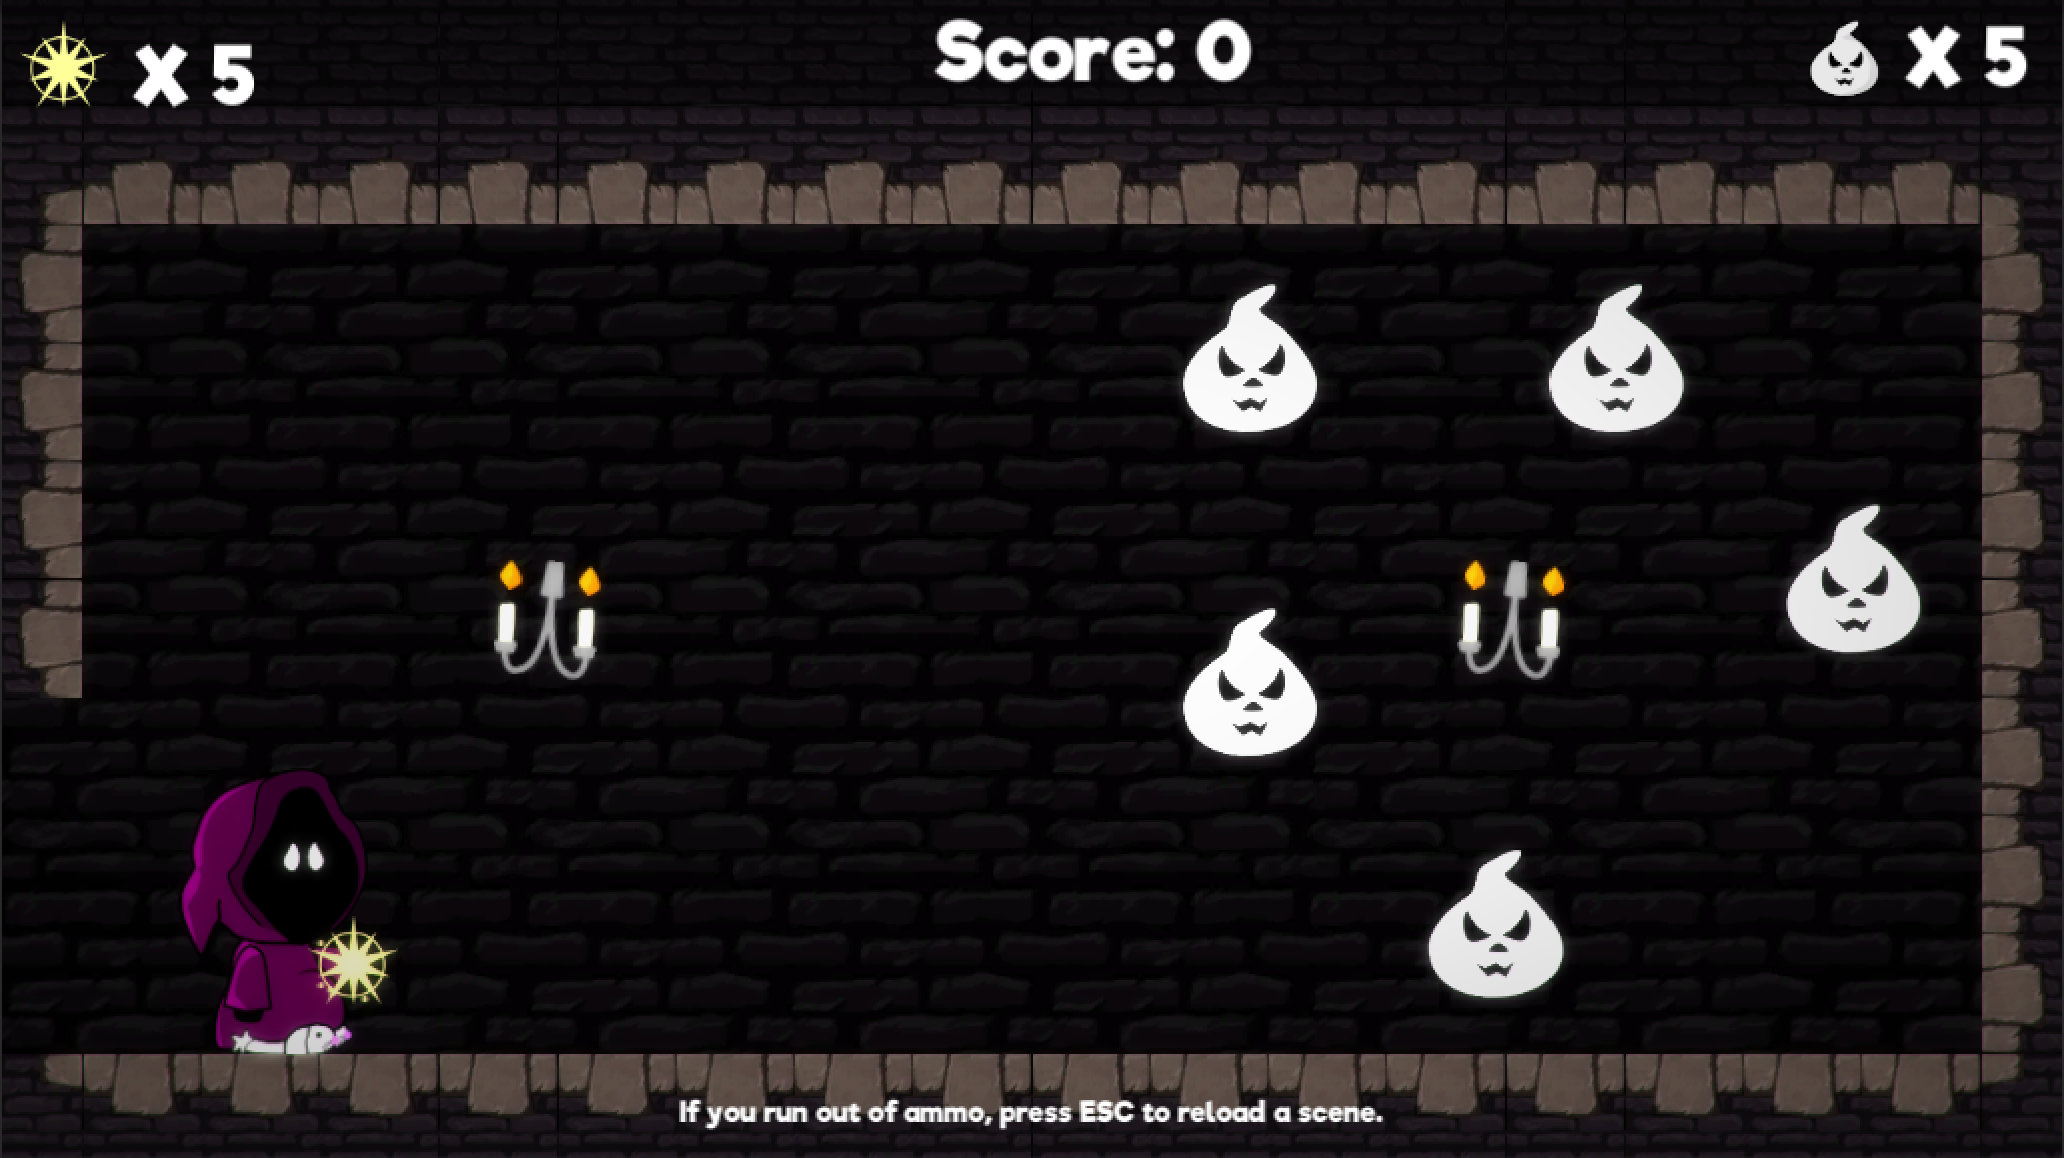 X 5
Score: 0
X 5
If you run out of ammo, press ESC to reload a scene.